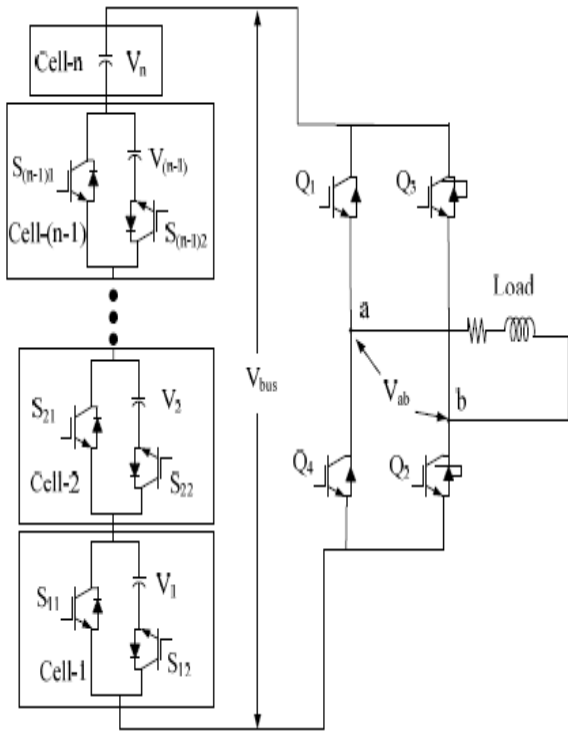 Cell-n
Vn
S(n-1)1
V(n-1)
Cell-(n-1)
S(n-1)2
S21
V2
Cell-2
S22
S11
V1
Cell-1
S12
Vbus
Q1
Q3
Load
a
Vab
b
Q4
Q2